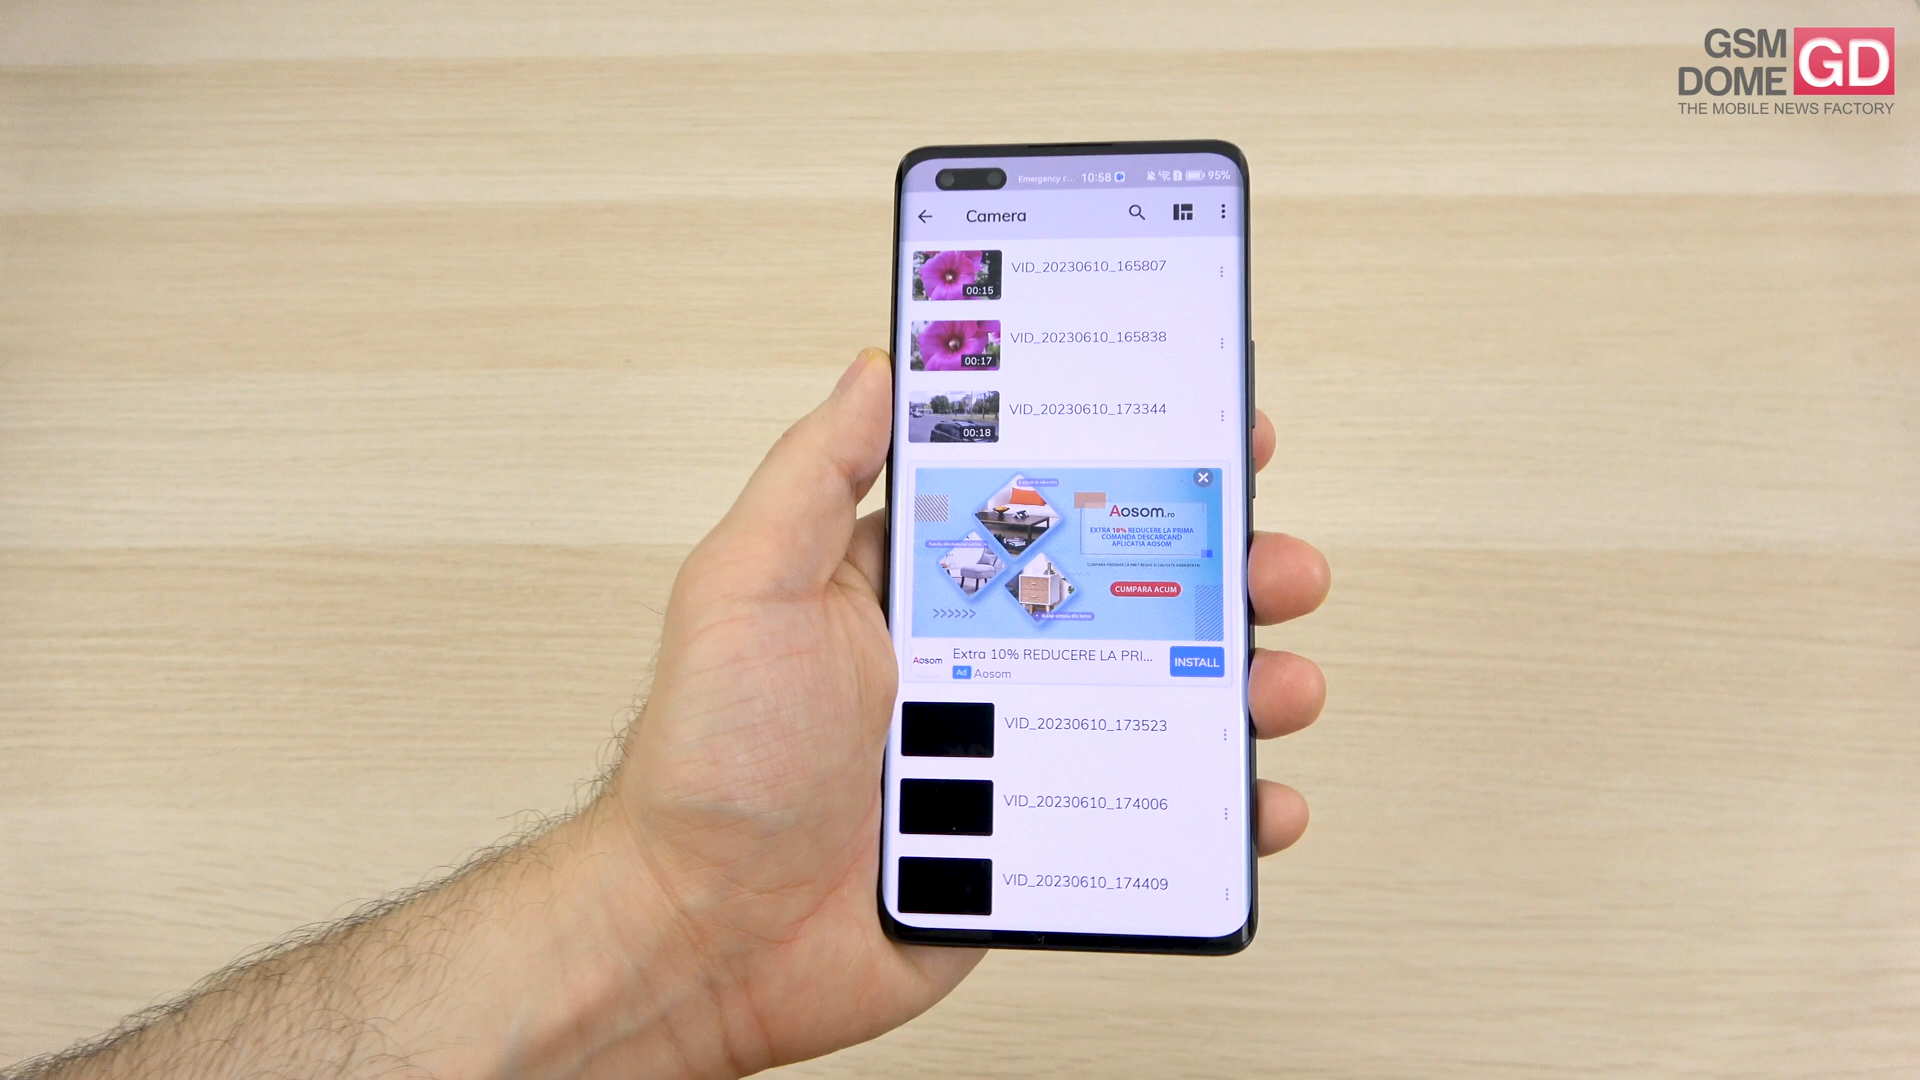 GSM
DOME
GD
THE MOBILE NEWS FACTORY
Emergency c... 10:58 95%
Camera
VID_20230610_165807
00:15
VID_20230610_165838
00:17
VID_20230610_173344
00:18
Aosom.ro
EXTRA 10% REDUCERE LA PRIMA
COMANDA DESCARCAND
APLICATIA AOSOM
CUMPARA ACUM
Aosom
Extra 10% REDUCERE LA PRI...
Ad Aosom
INSTALL
VID_20230610_173523
VID_20230610_174006
VID_20230610_174409